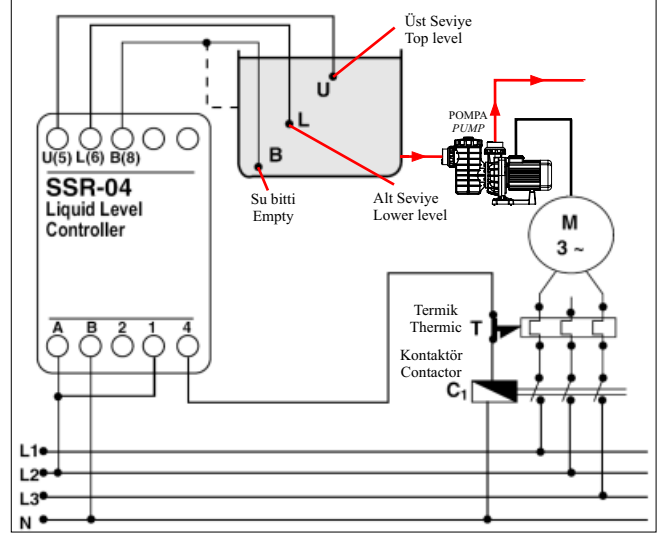 Üst Seviye
Top level
U
L
B
POMPA
PUMP
U(5) L(6) B(8)
SSR-04
Liquid Level
Controller
Su bitti
Empty
Alt Seviye
Lower level
M
3 ~
A B 2 1 4
Termik
Thermic
T
Kontaktör
Contactor
C1
L1
L2
L3
N